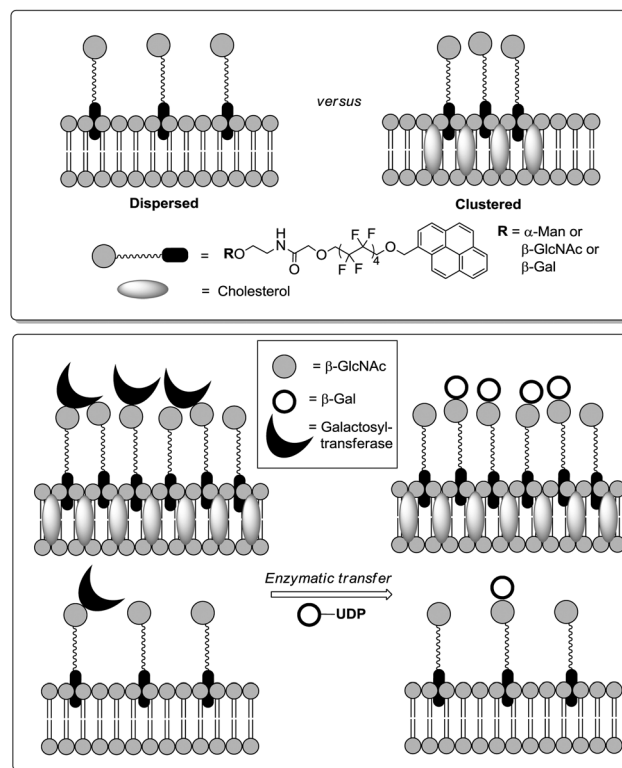 versus
Dispersed
Clustered
= RO
H
N
O
O
F F
F F
4
O
R = α-Man or
β-GlcNAc or
β-Gal
= Cholesterol
= β-GlcNAc
= β-Gal
= Galactosyl-
transferase
Enzymatic transfer
UDP